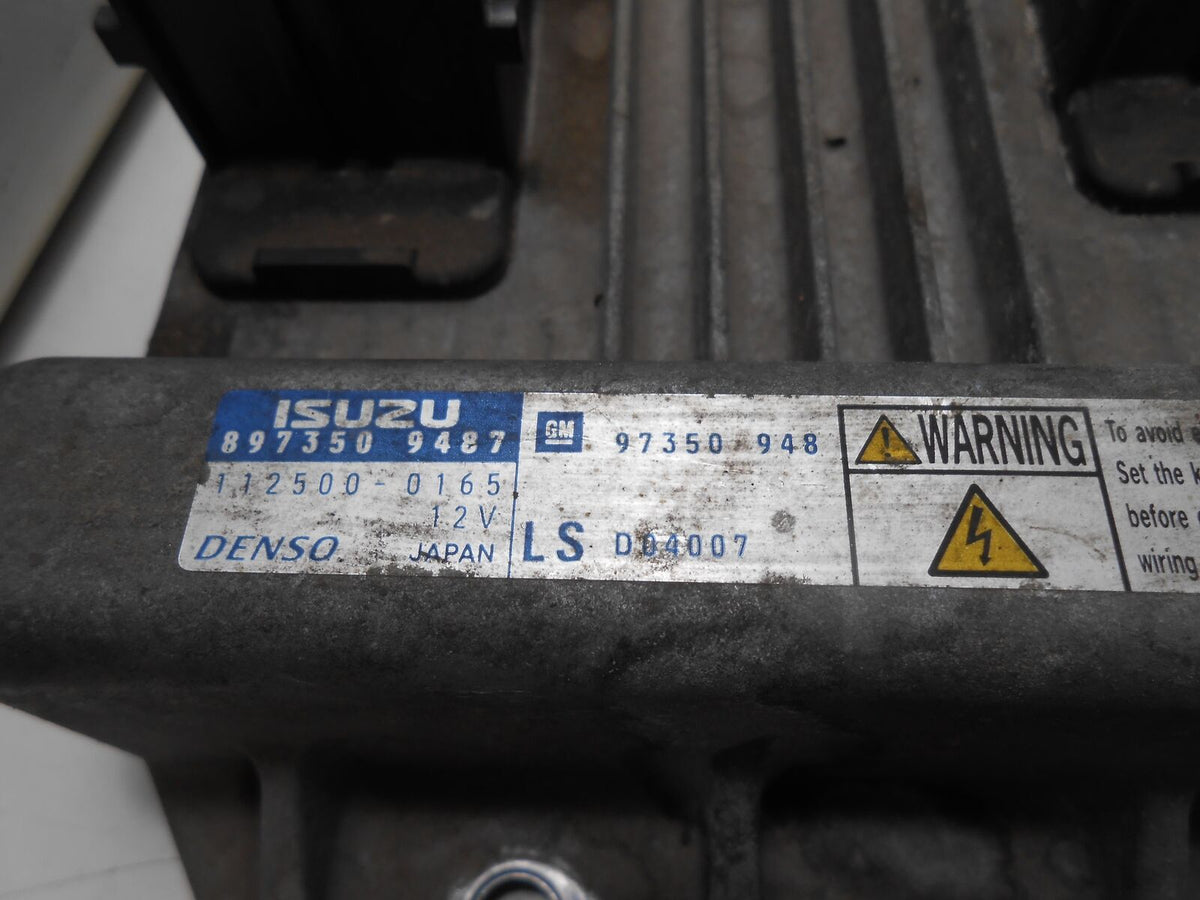 ISUZU
897350 9487
112500-0165
12V
DENSO JAPAN
GM 97350 948
LS D04007
WARNING
To avoid
Set the
before
wiring